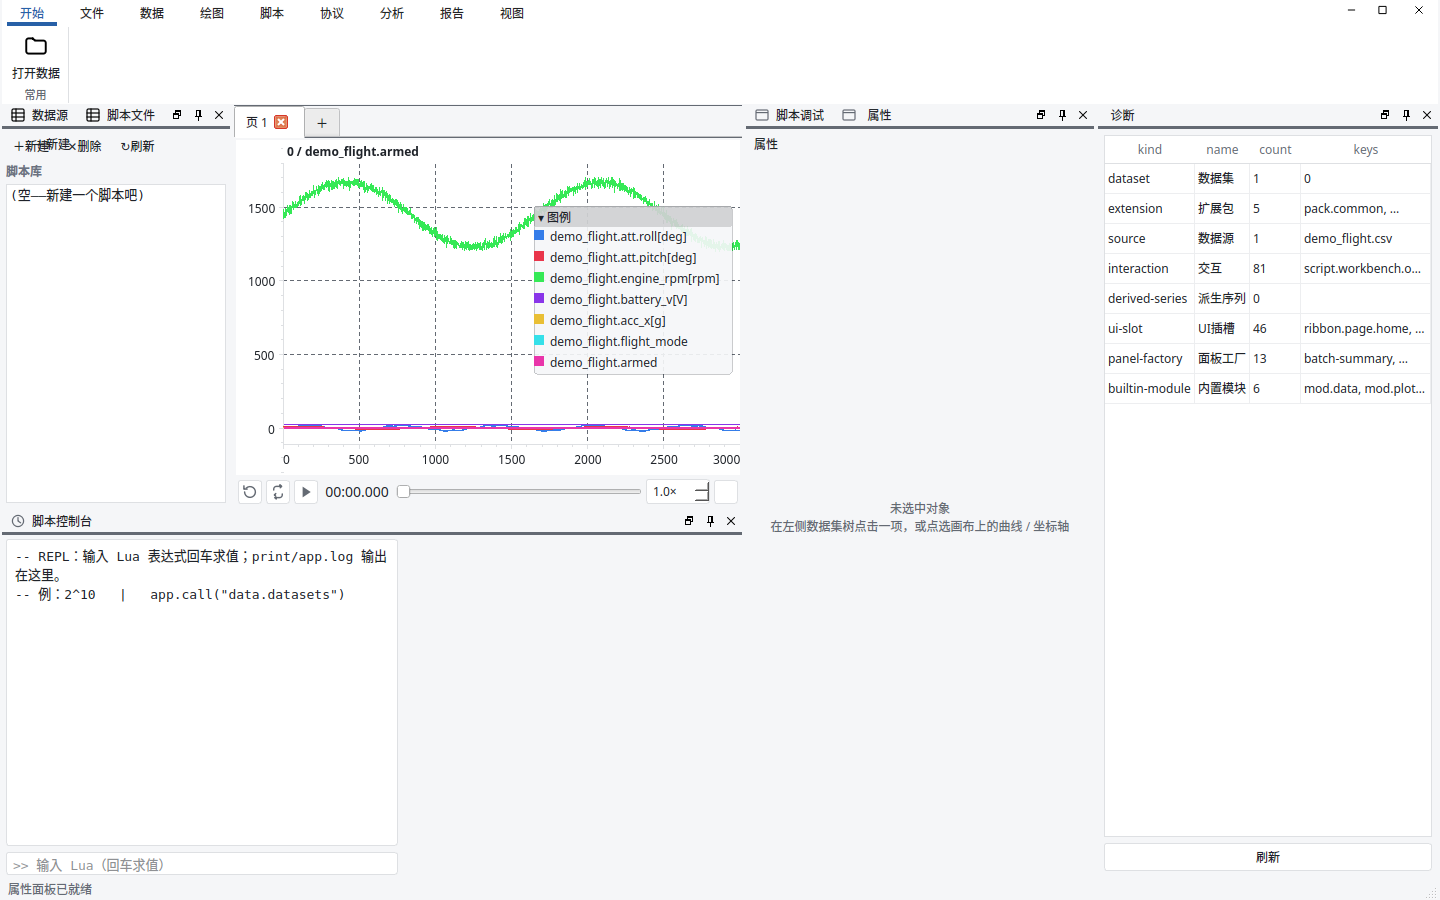 开始 文件 数据 绘图 脚本 协议 分析 报告 视图
打开数据
常用
数据源 脚本文件
+新建 +新建 ×删除 ↻刷新
脚本库
(空——新建一个脚本吧)
页 1 +
0 / demo_flight.armed
1500
1000
500
0
0 500 1000 1500 2000 2500 3000
▾ 图例
demo_flight.att.roll[deg]
demo_flight.att.pitch[deg]
demo_flight.engine_rpm[rpm]
demo_flight.battery_v[V]
demo_flight.acc_x[g]
demo_flight.flight_mode
demo_flight.armed
00:00.000 1.0×
脚本控制台
-- REPL：输入 Lua 表达式回车求值；print/app.log 输出
在这里。
-- 例：2^10 | app.call("data.datasets")
>> 输入 Lua（回车求值）
属性面板已就绪
脚本调试 属性
属性
未选中对象
在左侧数据集树点击一项，或点选画布上的曲线 / 坐标轴
诊断
kind name count keys
dataset 数据集 1 0
extension 扩展包 5 pack.common, ...
source 数据源 1 demo_flight.csv
interaction 交互 81 script.workbench.o...
derived-series 派生序列 0
ui-slot UI插槽 46 ribbon.page.home, ...
panel-factory 面板工厂 13 batch-summary, ...
builtin-module 内置模块 6 mod.data, mod.plot...
刷新